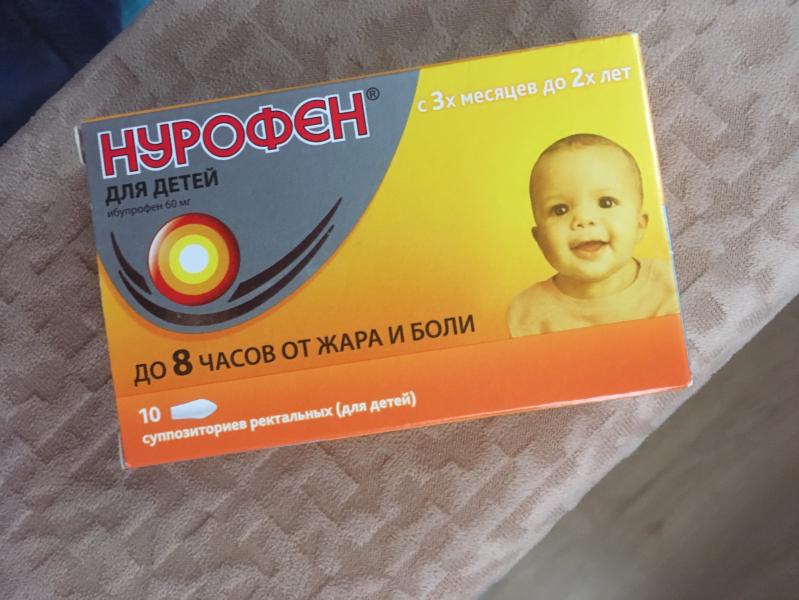 НУРОФЕН®
ДЛЯ ДЕТЕЙ
ибупрофен 60 мг
с 3х месяцев до 2х лет
ДО 8 ЧАСОВ ОТ ЖАРА И БОЛИ
10
суппозиториев ректальных (для детей)